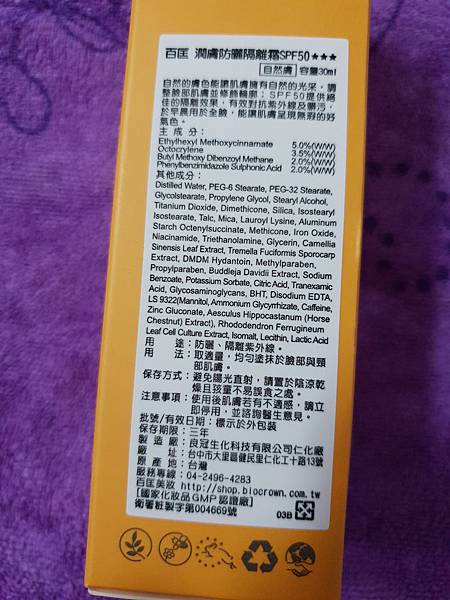 百匡 潤膚防曬隔離霜SPF50★★★
自然膚 容量30ml
自然的膚色能讓肌膚擁有自然的光采，調
整臉部肌膚並修飾輪廓；SPF50提供絕
佳的隔離效果，有效對抗紫外線及髒污，
於早晨用於全臉，能讓肌膚呈現無瑕的好
氣色。
主成分：
Ethylhexyl Methoxycinnamate 5.0%(W/W)
Octocrylene 3.5%(W/W)
Butyl Methoxy Dibenzoyl Methane 2.0%(W/W)
Phenylbenzimidazole Sulphonic Acid 2.0%(W/W)
其他成分：
Distilled Water, PEG-6 Stearate, PEG-32 Stearate,
Glycolstearate, Propylene Glycol, Stearyl Alcohol,
Titanium Dioxide, Dimethicone, Silica, Isostearyl
Isostearate, Talc, Mica, Lauroyl Lysine, Aluminum
Starch Octenylsuccinate, Methicone, Iron Oxide,
Niacinamide, Triethanolamine, Glycerin, Camellia
Sinensis Leaf Extract, Tremella Fuciformis Sporocarp
Extract, DMDM Hydantoin, Methylparaben,
Propylparaben, Buddleja Davidii Extract, Sodium
Benzoate, Potassium Sorbate, Citric Acid, Tranexamic
Acid, Glycosaminoglycans, BHT, Disodium EDTA,
LS 9322(Mannitol, Ammonium Glycyrrhizate, Caffeine,
Zinc Gluconate, Aesculus Hippocastanum (Horse
Chestnut) Extract), Rhododendron Ferrugineum
Leaf Cell Culture Extract, Isomalt, Lecithin, Lactic Acid
用途：防曬、隔離紫外線。
用法：取適量，均勻塗抹於臉部與頸
部肌膚。
保存方式：避免陽光直射，請置於陰涼乾
燥且孩童不易誤食之處。
注意事項：使用後肌膚若有不適感，請立
即停用，並諮詢醫生意見。
批號/有效日期：標示於外包裝
保存期限：三年
製造廠：良冠生化科技有限公司仁化廠
廠址：台中市大里區健民里仁化工十路13號
原產地：台灣
服務專線：04-2496-4283
百匡美妝 http://shop.biocrown.com.tw
[國家化妝品GMP認證廠]
衛署粧製字第004669號
03B